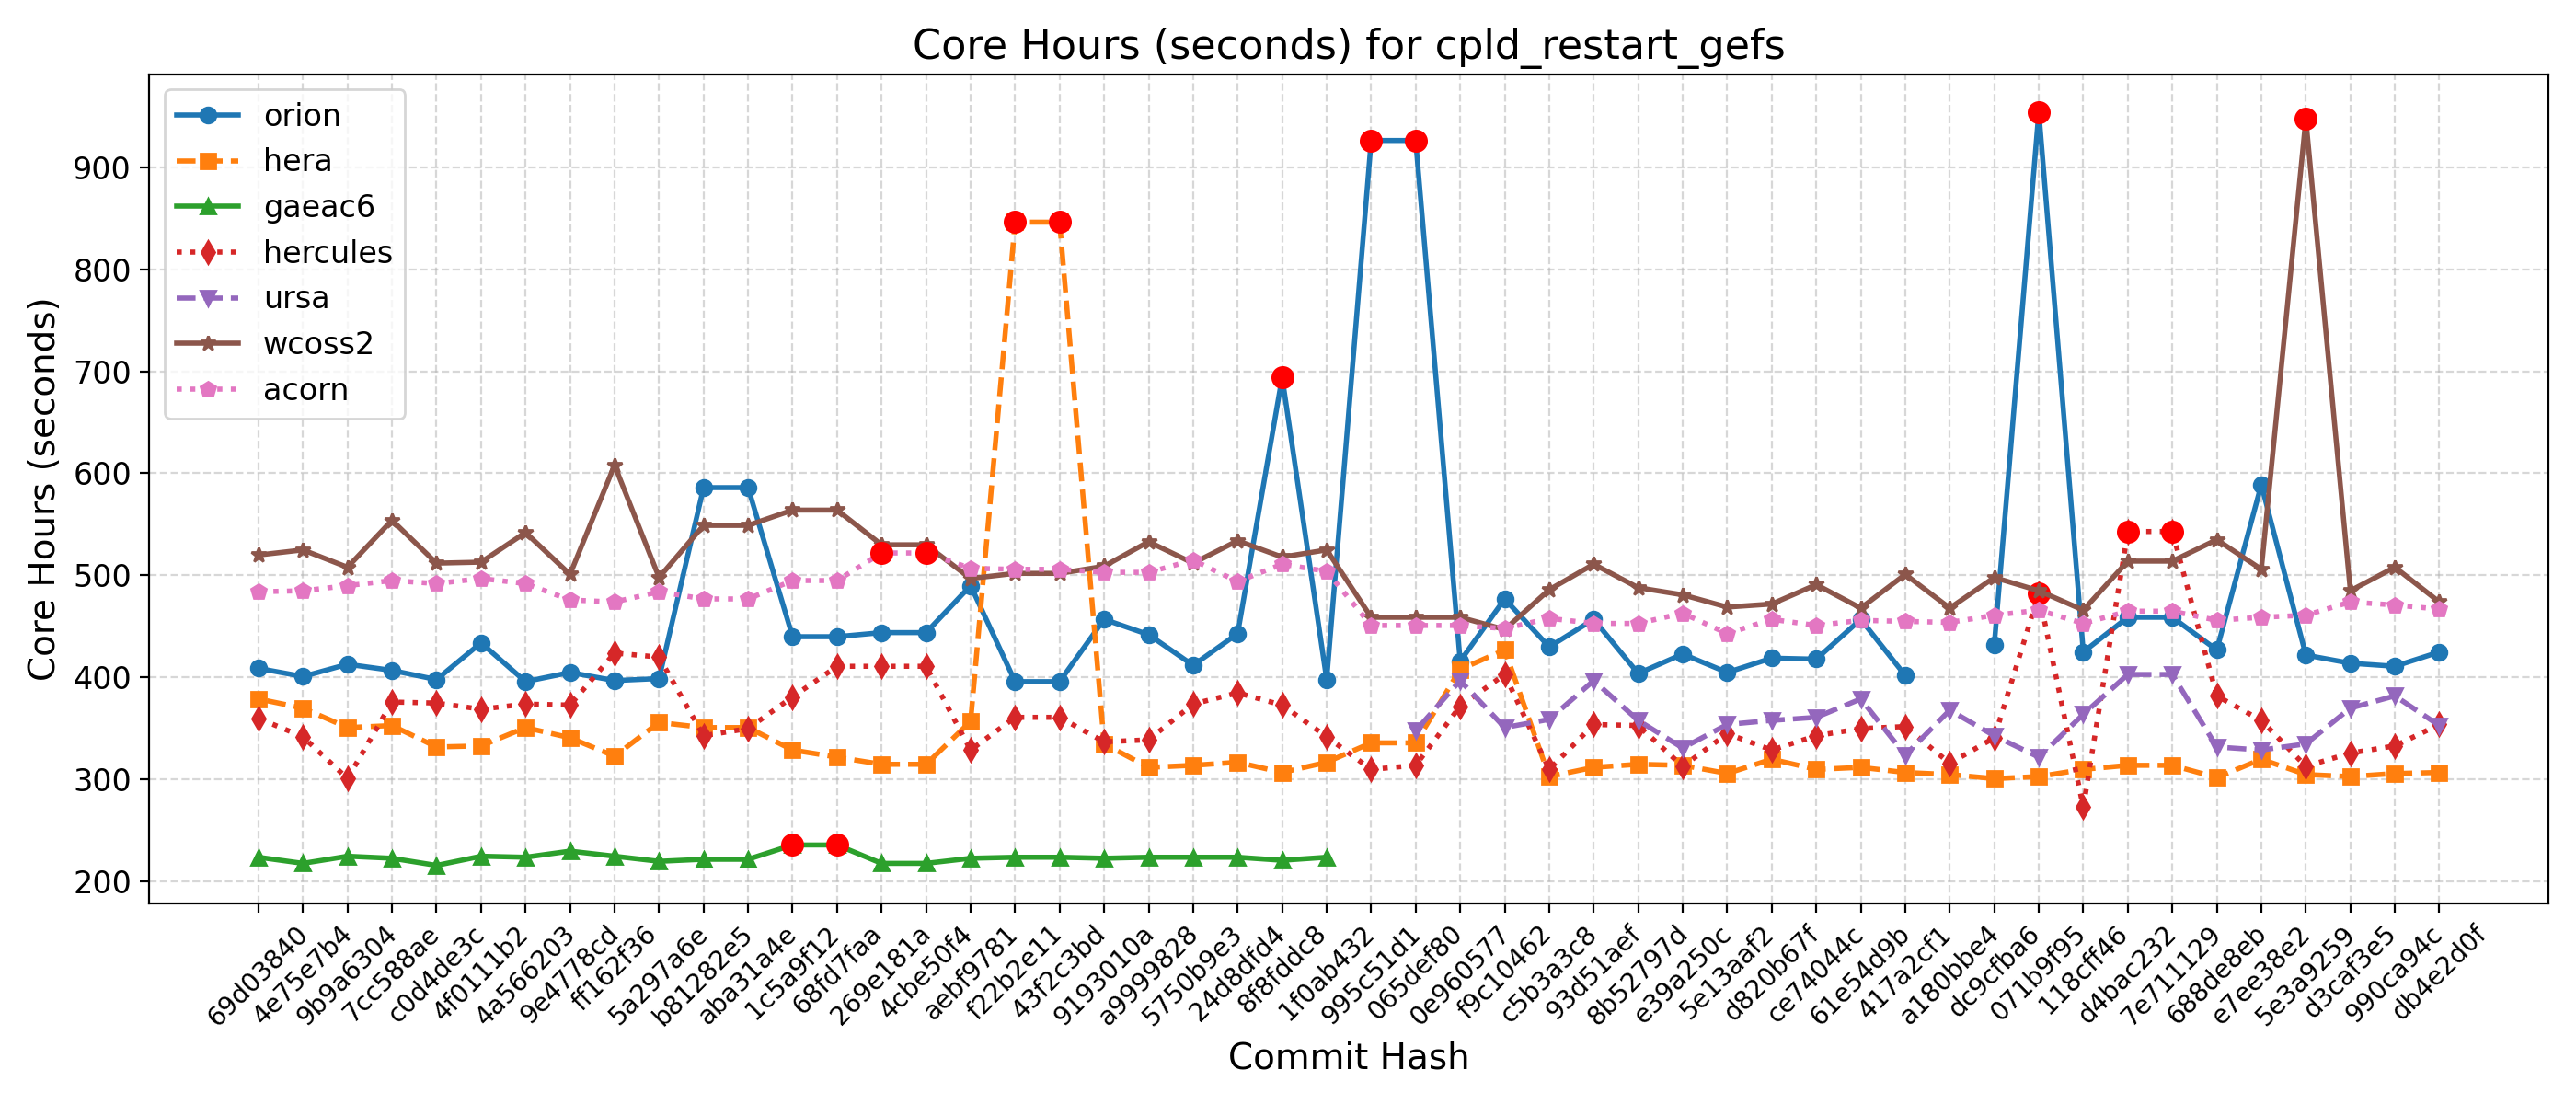 Core Hours (seconds) for cpld_restart_gefs
Core Hours (seconds)
900
800
700
600
500
400
300
200
orion
hera
gaeac6
hercules
ursa
wcoss2
acorn
69d03840
4e75e7b4
9b9a6304
7cc588ae
c0d4de3c
4f0111b2
4a566203
9e4778cd
ff162f36
5a297a6e
b81282e5
aba31a4e
1c5a9f12
68fd7faa
269e181a
4cbe50f4
aebf9781
f22b2e11
43f2c3bd
9193010a
a9999828
5750b9e3
24d8dfd4
8f8fddc8
1f0ab432
995c51d1
065def80
0e960577
f9c10462
c5b3a3c8
93d51aef
8b52797d
e39a250c
5e13aaf2
d820b67f
ce74044c
61e54d9b
417a2cf1
a180bbe4
dc9cfba6
071b9f95
118cff46
d4bac232
7e711129
688de8eb
e7ee38e2
5e3a9259
d3caf3e5
990ca94c
db4e2d0f
Commit Hash